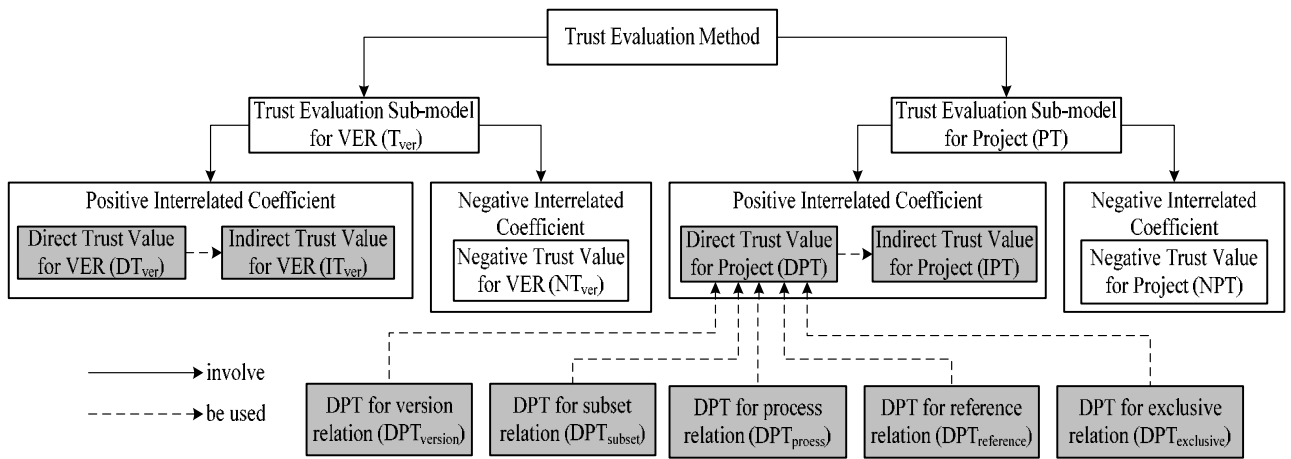 Trust Evaluation Method
Trust Evaluation Sub-model
for VER (Tver)
Trust Evaluation Sub-model
for Project (PT)
Positive Interrelated Coefficient
Direct Trust Value
for VER (DTver)
Indirect Trust Value
for VER (ITver)
Negative Interrelated
Coefficient
Negative Trust Value
for VER (NTver)
Positive Interrelated Coefficient
Direct Trust Value
for Project (DPT)
Indirect Trust Value
for Project (IPT)
Negative Interrelated
Coefficient
Negative Trust Value
for Project (NPT)
involve
be used
DPT for version
relation (DPTversion)
DPT for subset
relation (DPTsubset)
DPT for process
relation (DPTproess)
DPT for reference
relation (DPTreference)
DPT for exclusive
relation (DPTexclusive)